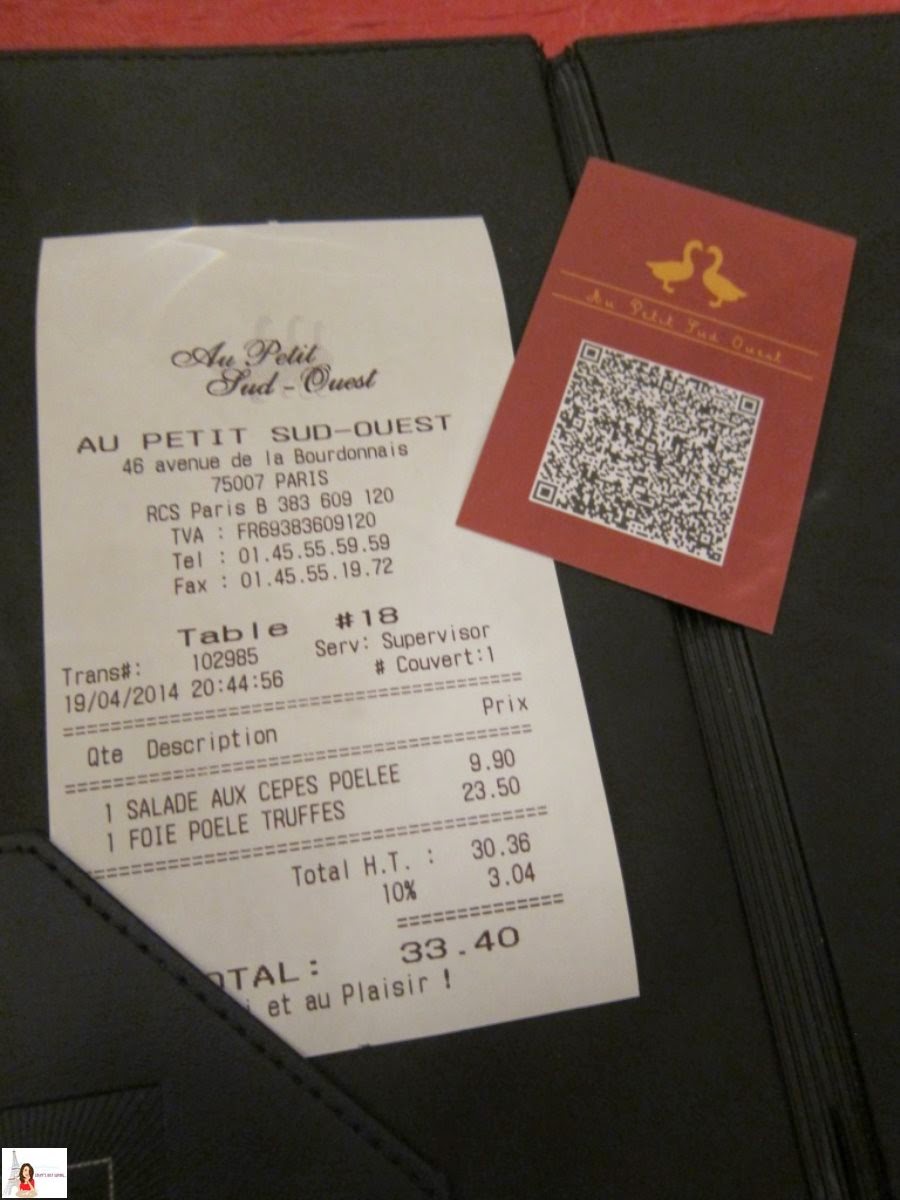 Au Petit
Sud-Ouest
AU PETIT SUD-OUEST
46 avenue de la Bourdonnais
75007 PARIS
RCS Paris B 383 609 120
TVA : FR69383609120
Tel : 01.45.55.59.59
Fax : 01.45.55.19.72
Table #18
Trans#: 102985 Serv: Supervisor
19/04/2014 20:44:56 # Couvert:1
Qte Description Prix
1 SALADE AUX CEPES POELEE 9.90
1 FOIE POELE TRUFFES 23.50
Total H.T. : 30.36
10% 3.04
OTAL: 33.40
i et au Plaisir !
Au Petit Sud Ouest